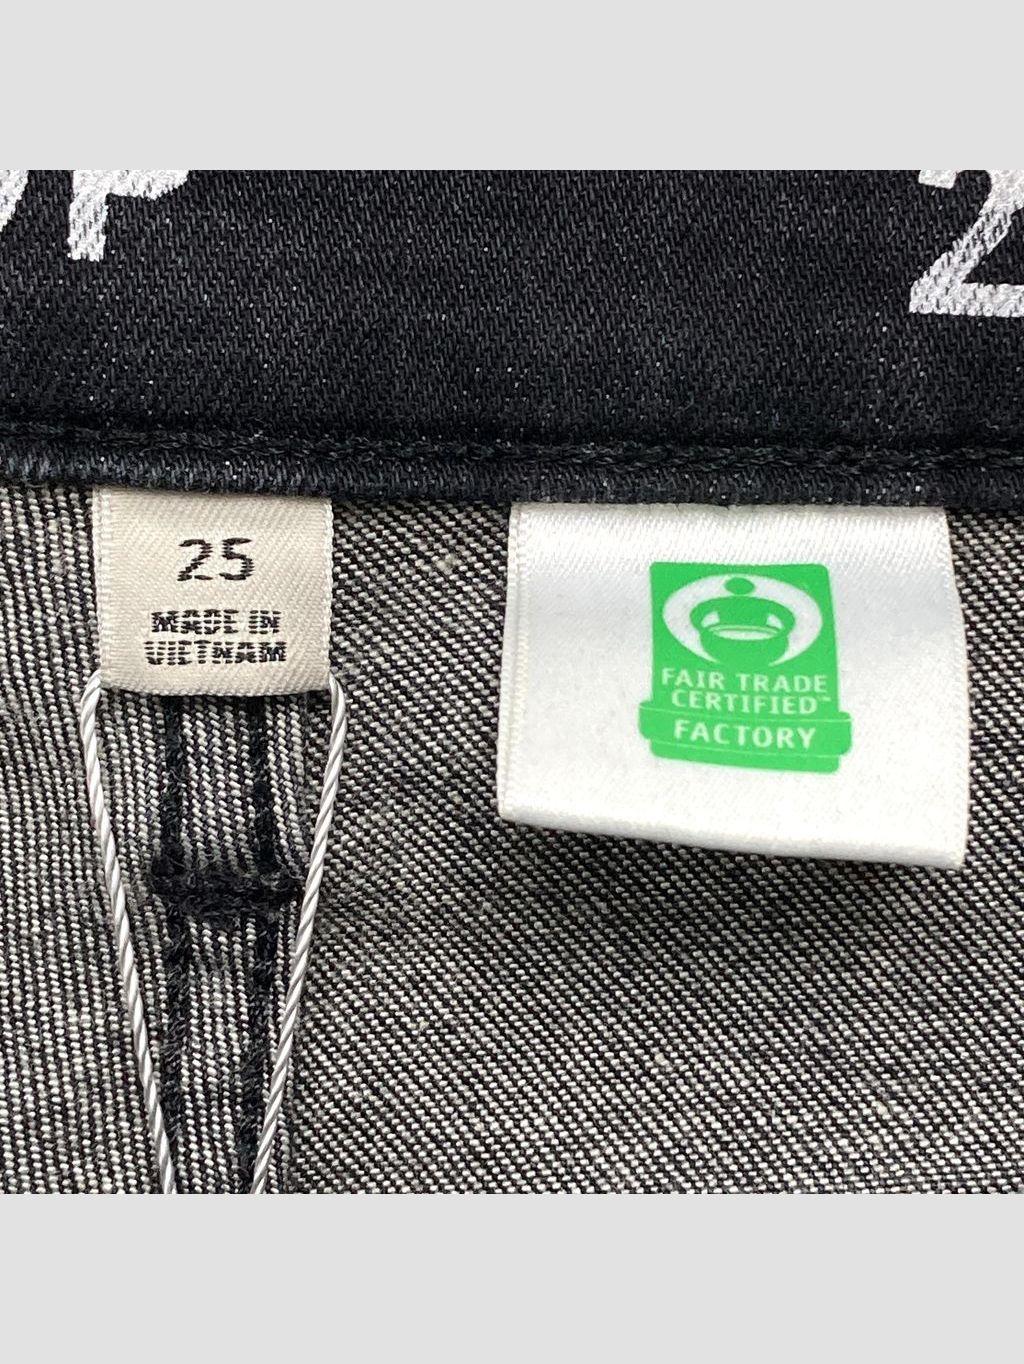 25
MADE IN
VIETNAM
FAIR TRADE
CERTIFIED™
FACTORY